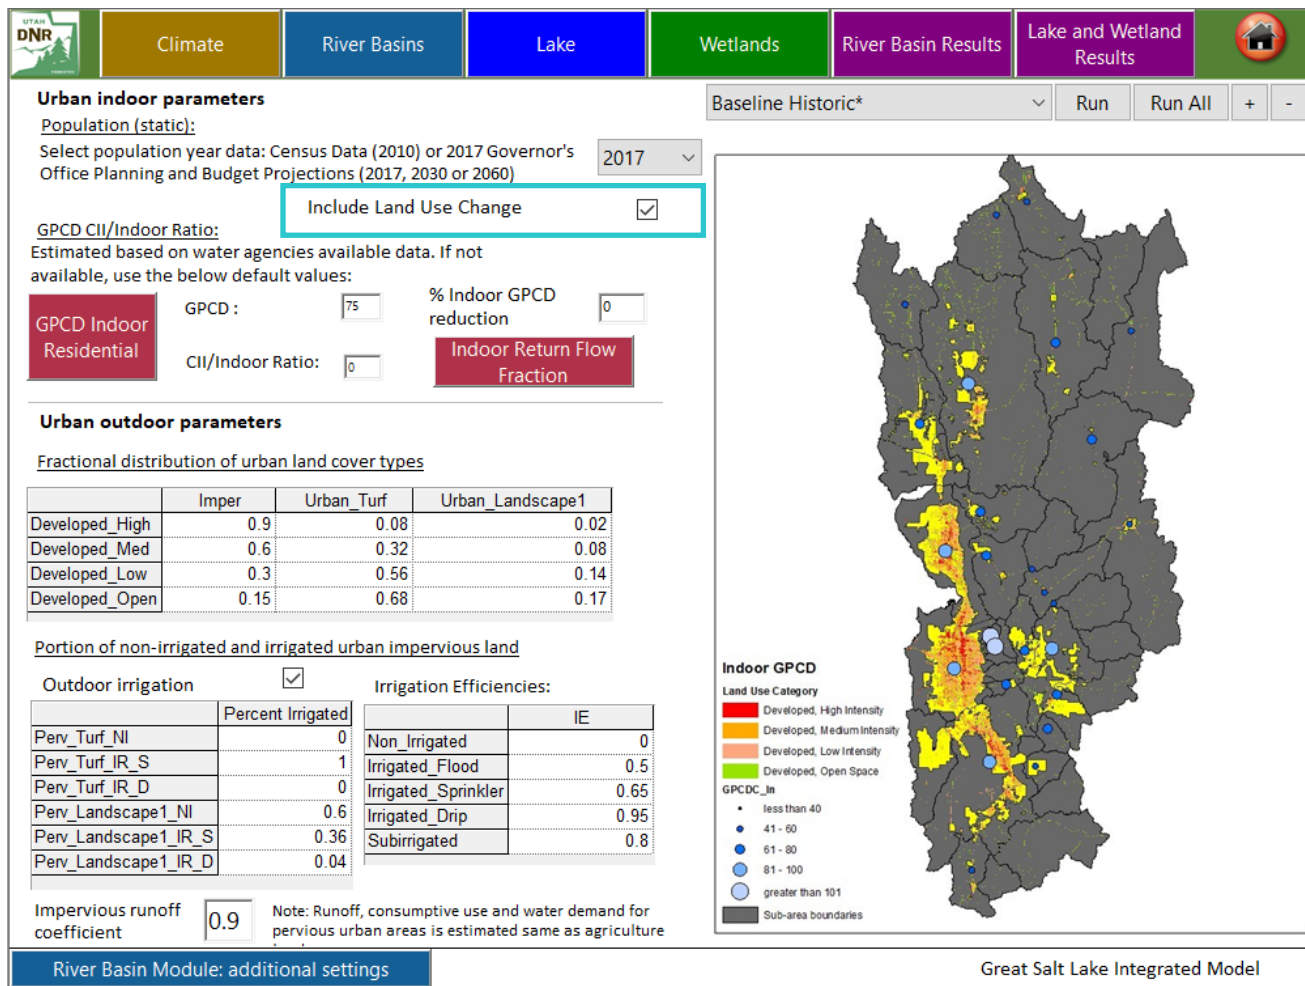 UTAH
DNR
Climate
River Basins
Lake
Wetlands
River Basin Results
Lake and Wetland
Results
Urban indoor parameters
Population (static):
Select population year data: Census Data (2010) or 2017 Governor's
Office Planning and Budget Projections (2017, 2030 or 2060)
2017
Include Land Use Change
GPCD CII/Indoor Ratio:
Estimated based on water agencies available data. If not
available, use the below default values:
GPCD Indoor
Residential
GPCD :
75
% Indoor GPCD
reduction
0
CII/Indoor Ratio:
0
Indoor Return Flow
Fraction
Urban outdoor parameters
Fractional distribution of urban land cover types
Imper Urban_Turf Urban_Landscape1
Developed_High 0.9 0.08 0.02
Developed_Med 0.6 0.32 0.08
Developed_Low 0.3 0.56 0.14
Developed_Open 0.15 0.68 0.17
Portion of non-irrigated and irrigated urban impervious land
Outdoor irrigation
Percent Irrigated
Perv_Turf_NI 0
Perv_Turf_IR_S 1
Perv_Turf_IR_D 0
Perv_Landscape1_NI 0.6
Perv_Landscape1_IR_S 0.36
Perv_Landscape1_IR_D 0.04
Irrigation Efficiencies:
IE
Non_Irrigated 0
Irrigated_Flood 0.5
Irrigated_Sprinkler 0.65
Irrigated_Drip 0.95
Subirrigated 0.8
Impervious runoff
coefficient
0.9
Note: Runoff, consumptive use and water demand for
pervious urban areas is estimated same as agriculture
Baseline Historic*
Run
Run All
+
-
Indoor GPCD
Land Use Category
Developed, High Intensity
Developed, Medium Intensity
Developed, Low Intensity
Developed, Open Space
GPCDC_In
less than 40
41 - 60
61 - 80
81 - 100
greater than 101
Sub-area boundaries
River Basin Module: additional settings
Great Salt Lake Integrated Model